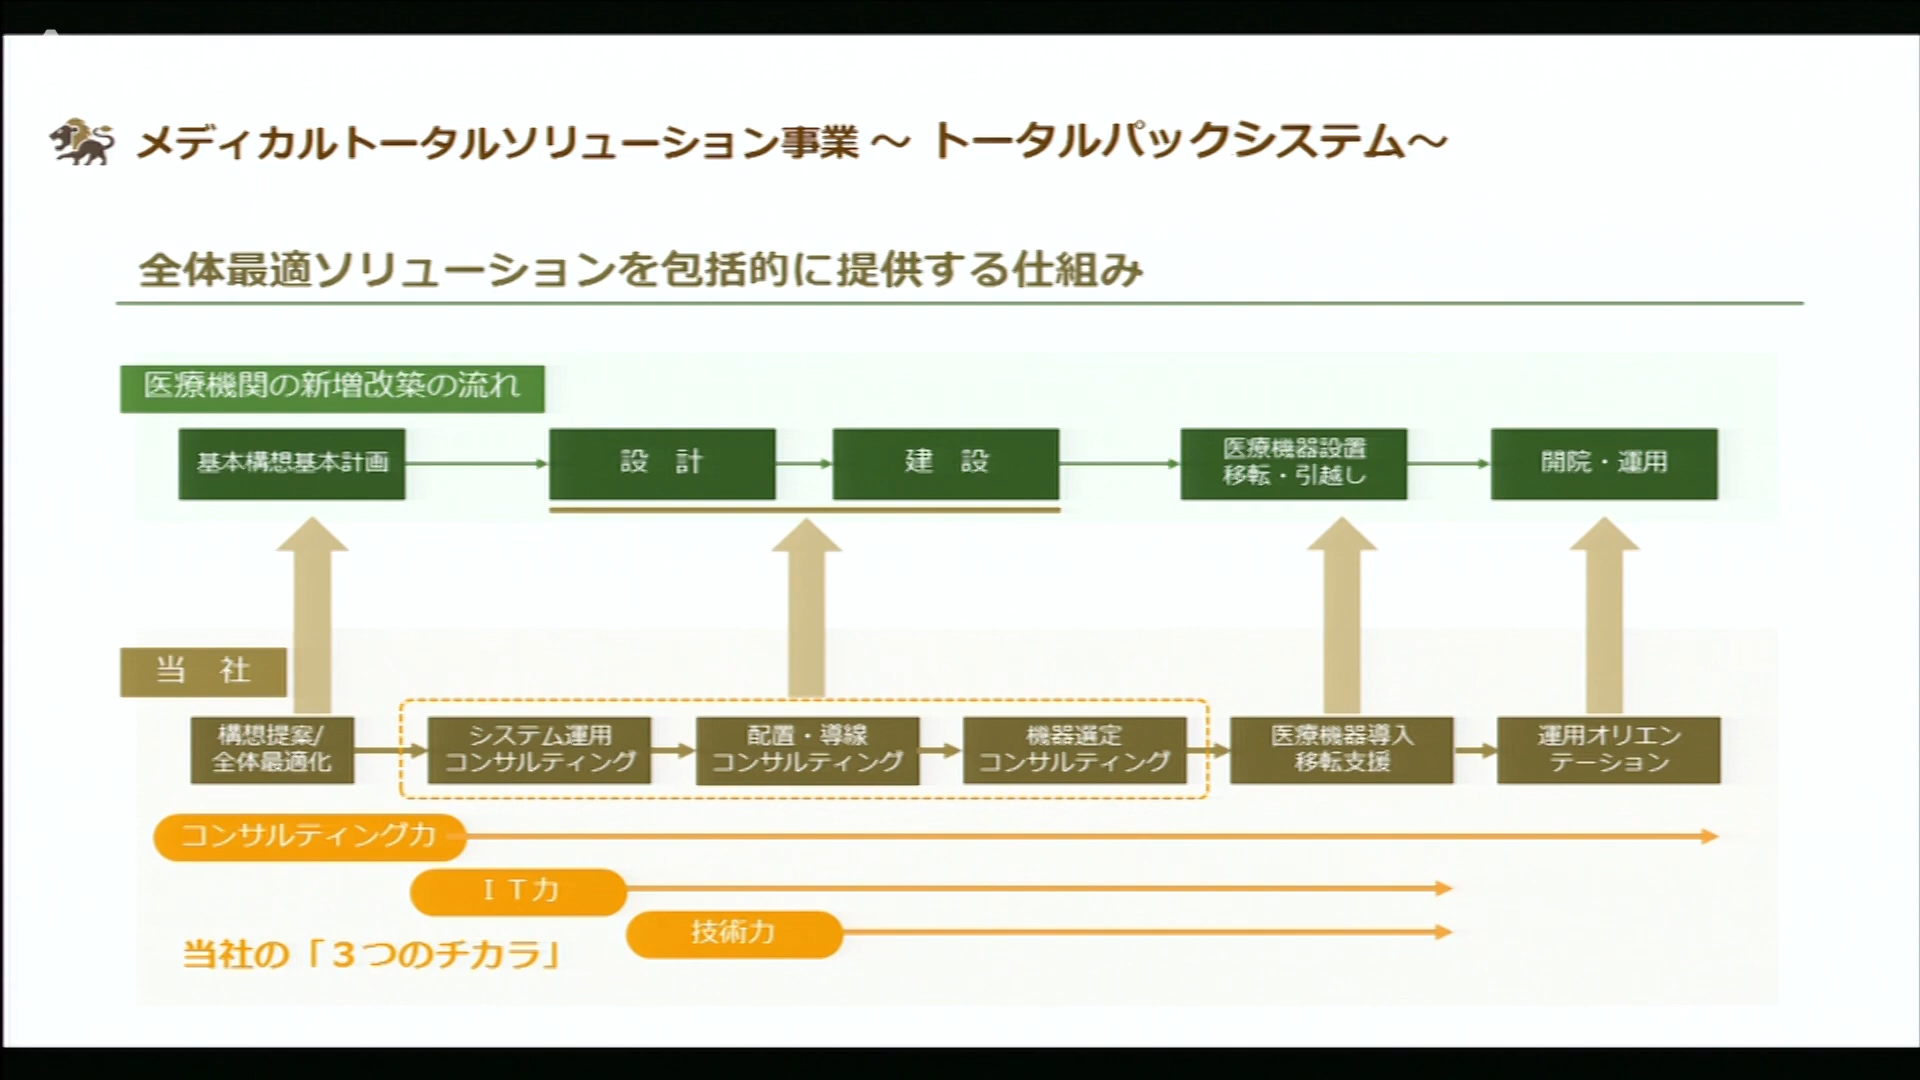 メディカルトータルソリューション事業 ～ トータルパックシステム～
全体最適ソリューションを包括的に提供する仕組み
医療機関の新増改築の流れ
基本構想基本計画
設　計
建　設
医療機器設置
移転・引越し
開院・運用
当　社
構想提案/
全体最適化
システム運用
コンサルティング
配置・導線
コンサルティング
機器選定
コンサルティング
医療機器導入
移転支援
運用オリエン
テーション
コンサルティング力
ＩＴ力
技術力
当社の「３つのチカラ」